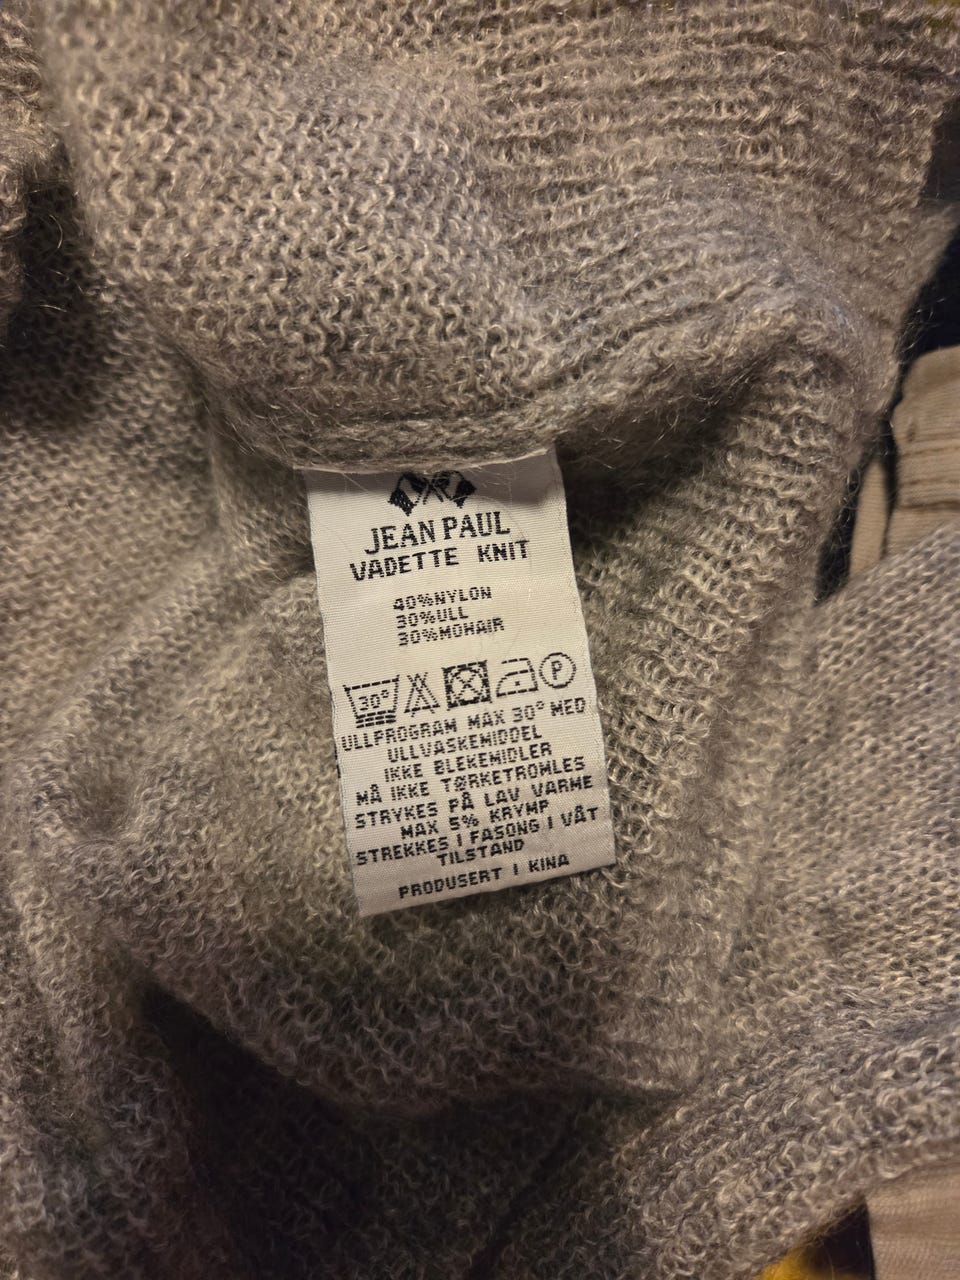 JEAN PAUL
VADETTE KNIT
40%NYLON
30%ULL
30%MOHAIR
30° P
ULLPROGRAM MAX 30° MED
ULLVASKEMIDDEL
IKKE BLEKEMIDLER
MÅ IKKE TØRKETROMLES
STRYKES PÅ LAV VARME
MAX 5% KRYMP
STREKKES I FASONG I VÅT
TILSTAND
PRODUSERT I KINA